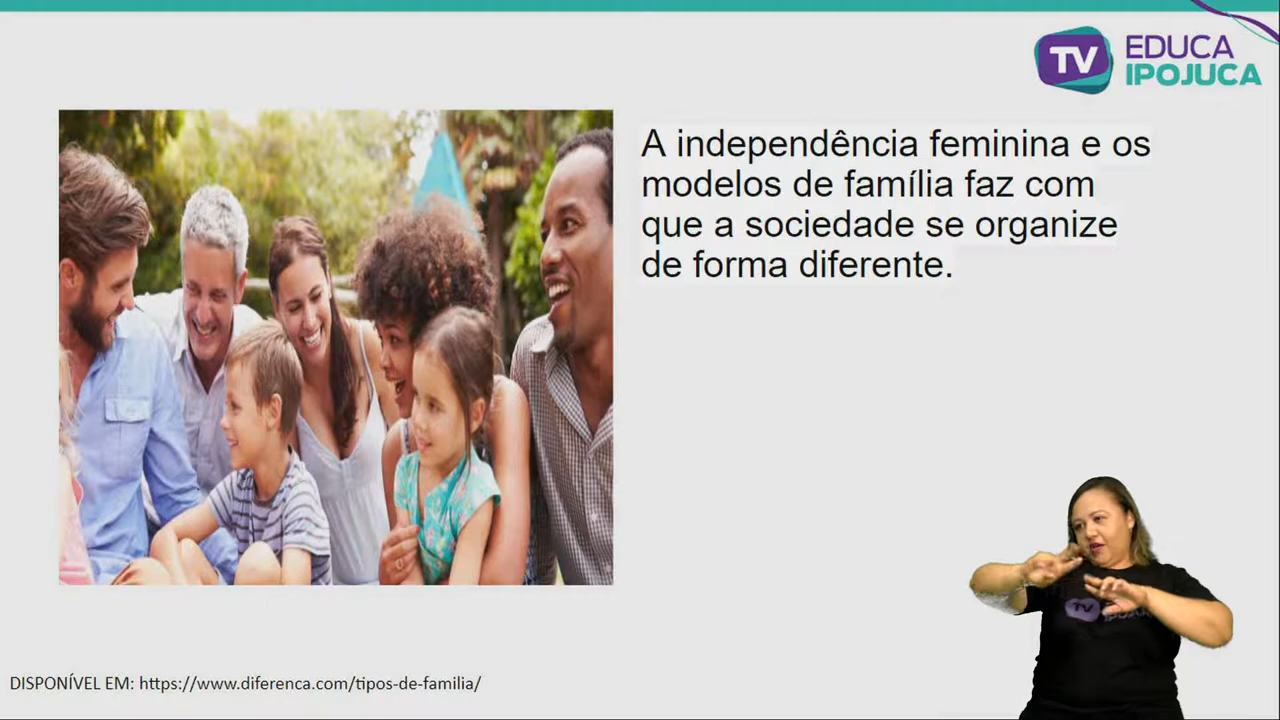 TV EDUCA
IPOJUCA
A independência feminina e os
modelos de família faz com
que a sociedade se organize
de forma diferente.
TV
DISPONÍVEL EM: https://www.diferenca.com/tipos-de-familia/